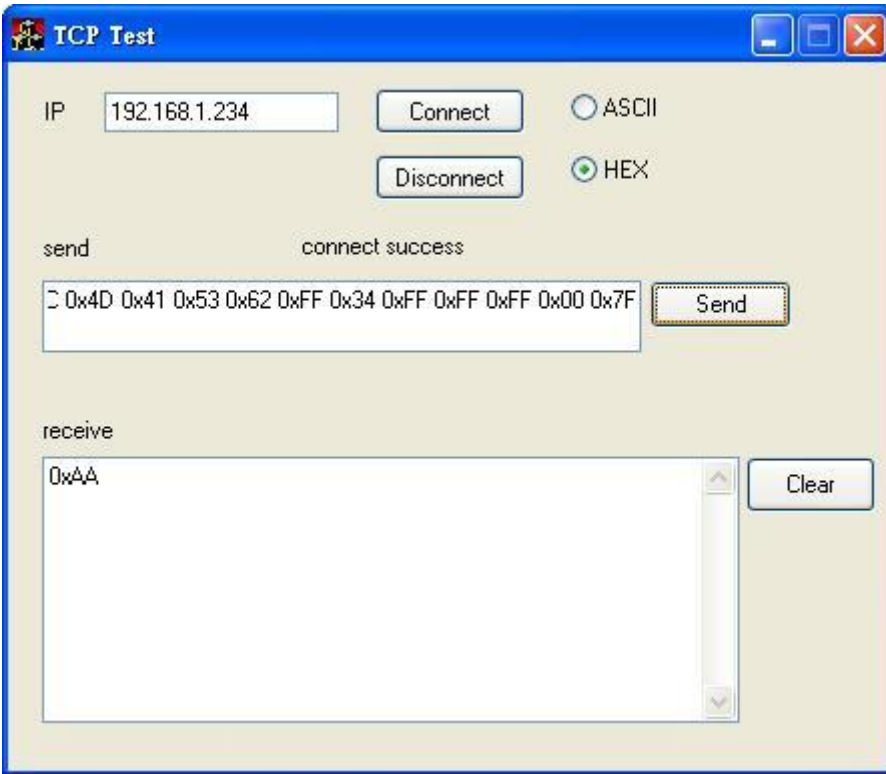 TCP Test
IP 192.168.1.234 Connect ASCII
Disconnect HEX
send connect success
0x4D 0x41 0x53 0x62 0xFF 0x34 0xFF 0xFF 0xFF 0x00 0x7F Send
receive
0xAA Clear